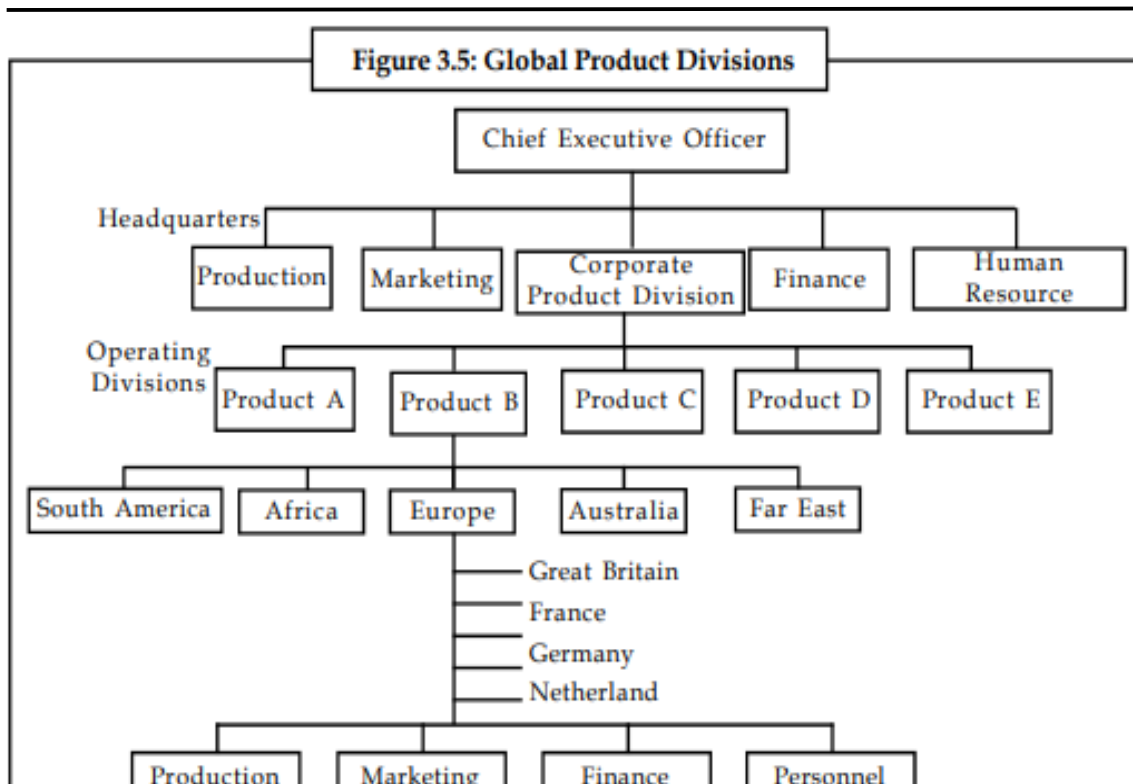 Figure 3.5: Global Product Divisions
Chief Executive Officer
Headquarters
Production
Marketing
Corporate
Product Division
Finance
Human
Resource
Operating
Divisions
Product A
Product B
Product C
Product D
Product E
South America
Africa
Europe
Australia
Far East
Great Britain
France
Germany
Netherland
Production
Marketing
Finance
Personnel